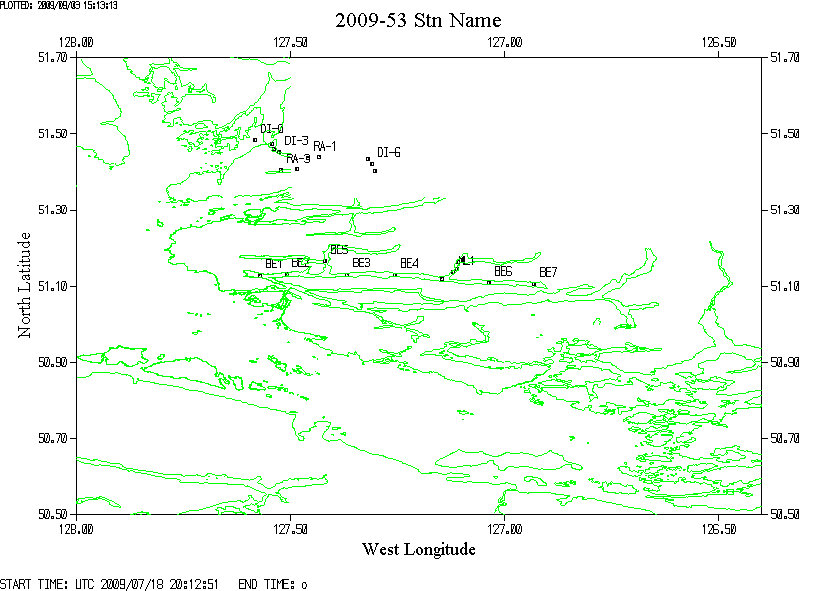 PLOTTED: 2009/09/09 15:13:13
2009-53 Stn Name
128.00 127.50 127.00 126.50
51.70 51.70
51.50 51.50
DI-0
DI-3 RA-1
DI-6
RA-3
51.30 51.30
BE5
BE1 BE2 BE3 BE4 BE6 BE7
51.10 51.10
50.90 50.90
50.70 50.70
50.50 50.50
128.00 127.50 127.00 126.50
North Latitude
West Longitude
START TIME: UTC 2009/07/18 20:12:51 END TIME: o